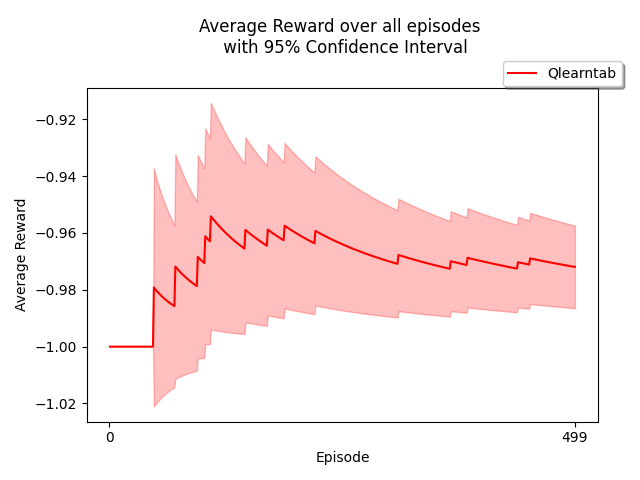 Average Reward over all episodes
with 95% Confidence Interval
Qlearntab
−0.92
−0.94
−0.96
−0.98
−1.00
−1.02
Average Reward
0
499
Episode